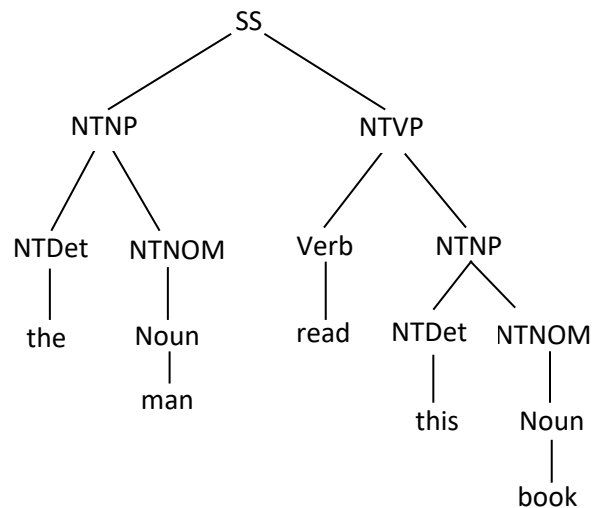 SS
NTNP NTVP
NTDet NTNOM Verb NTNP
the Noun read NTDet NTNOM
man this Noun
book